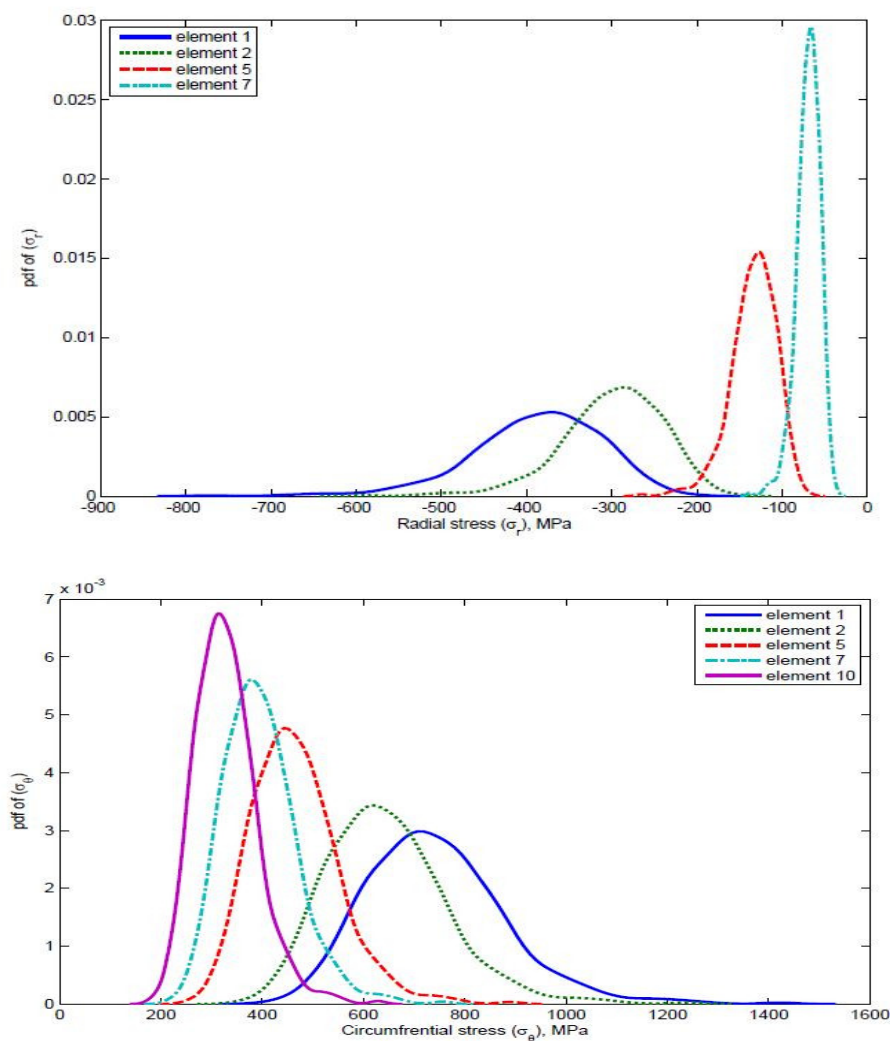 0.03
element 1
element 2
element 5
element 7
0.025
0.02
0.015
0.01
0.005
0
pdf of (σr)
-900 -800 -700 -600 -500 -400 -300 -200 -100 0
Radial stress (σr), MPa
7 x 10-3
element 1
element 2
element 5
element 7
element 10
6
5
4
3
2
1
0
pdf of (σθ)
0 200 400 600 800 1000 1200 1400 1600
Circumfrential stress (σθ), MPa